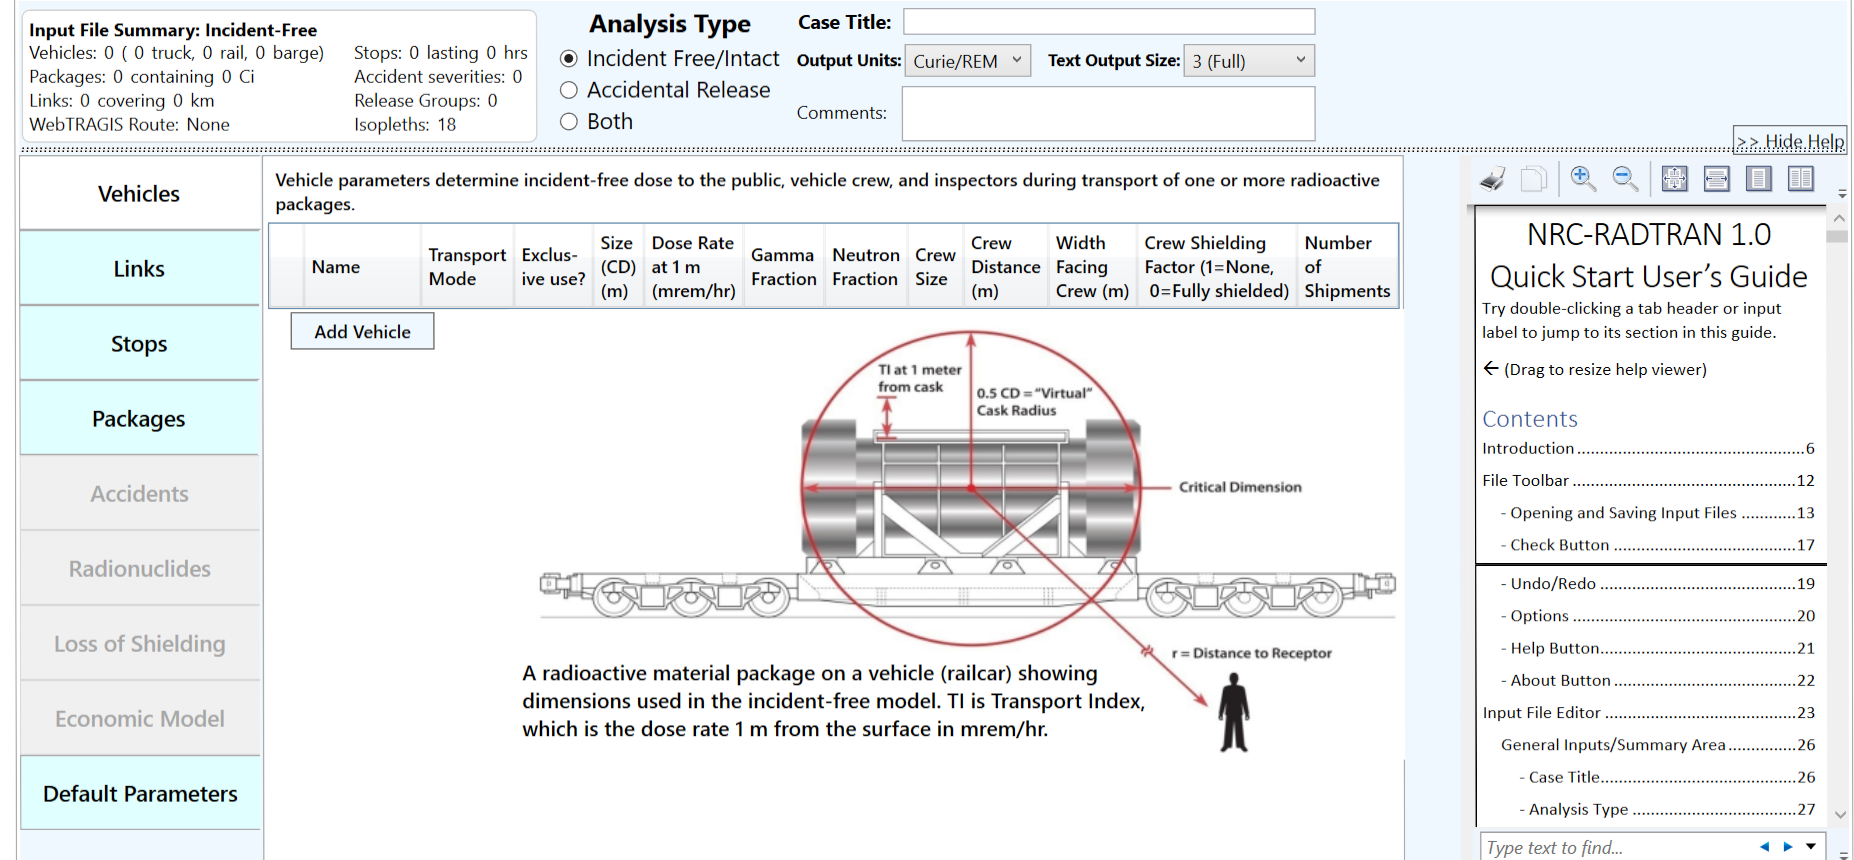 Input File Summary: Incident-Free
Vehicles: 0 ( 0 truck, 0 rail, 0 barge)
Stops: 0 lasting 0 hrs
Packages: 0 containing 0 Ci
Accident severities: 0
Links: 0 covering 0 km
Release Groups: 0
WebTRAGIS Route: None
Isopleths: 18
Analysis Type
Incident Free/Intact
Accidental Release
Both
Case Title:
Output Units:
Curie/REM
Text Output Size:
3 (Full)
Comments:
>> Hide Help
Vehicles
Links
Stops
Packages
Accidents
Radionuclides
Loss of Shielding
Economic Model
Default Parameters
Vehicle parameters determine incident-free dose to the public, vehicle crew, and inspectors during transport of one or more radioactive
packages.
Name
Transport
Mode
Exclus-
ive use?
Size
(CD)
(m)
Dose Rate
at 1 m
(mrem/hr)
Gamma
Fraction
Neutron
Fraction
Crew
Size
Crew
Distance
(m)
Width
Facing
Crew (m)
Crew Shielding
Factor (1=None,
0=Fully shielded)
Number
of
Shipments
Add Vehicle
TI at 1 meter
from cask
0.5 CD = "Virtual"
Cask Radius
Critical Dimension
r = Distance to Receptor
A radioactive material package on a vehicle (railcar) showing
dimensions used in the incident-free model. TI is Transport Index,
which is the dose rate 1 m from the surface in mrem/hr.
NRC-RADTRAN 1.0
Quick Start User's Guide
Try double-clicking a tab header or input
label to jump to its section in this guide.
← (Drag to resize help viewer)
Contents
Introduction ................................................6
File Toolbar ................................................12
- Opening and Saving Input Files ............13
- Check Button .......................................17
- Undo/Redo ..........................................19
- Options ................................................20
- Help Button..........................................21
- About Button .......................................22
Input File Editor .........................................23
General Inputs/Summary Area...............26
- Case Title..........................................26
- Analysis Type ...................................27
Type text to find...